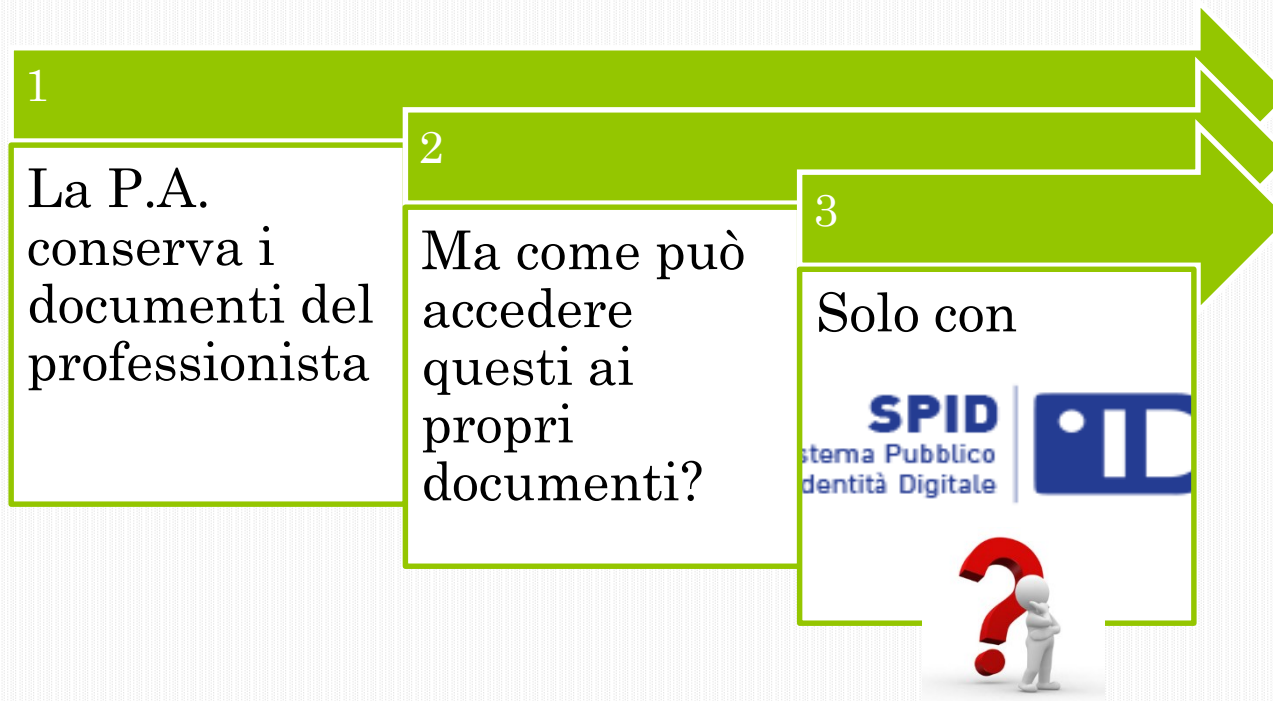 1
La P.A.
conserva i
documenti del
professionista
2
Ma come può
accedere
questi ai
propri
documenti?
3
Solo con
SPID
stema Pubblico
dentità Digitale
iD